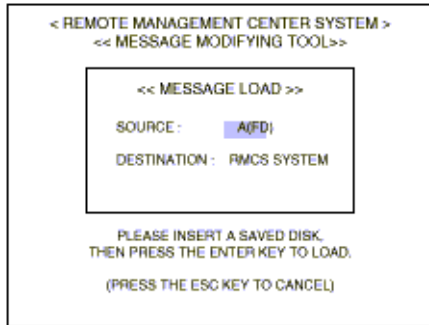 < REMOTE MANAGEMENT CENTER SYSTEM >
<< MESSAGE MODIFYING TOOL>>
<< MESSAGE LOAD >>
SOURCE : A(FD)
DESTINATION : RMCS SYSTEM
PLEASE INSERT A SAVED DISK,
THEN PRESS THE ENTER KEY TO LOAD.
(PRESS THE ESC KEY TO CANCEL)